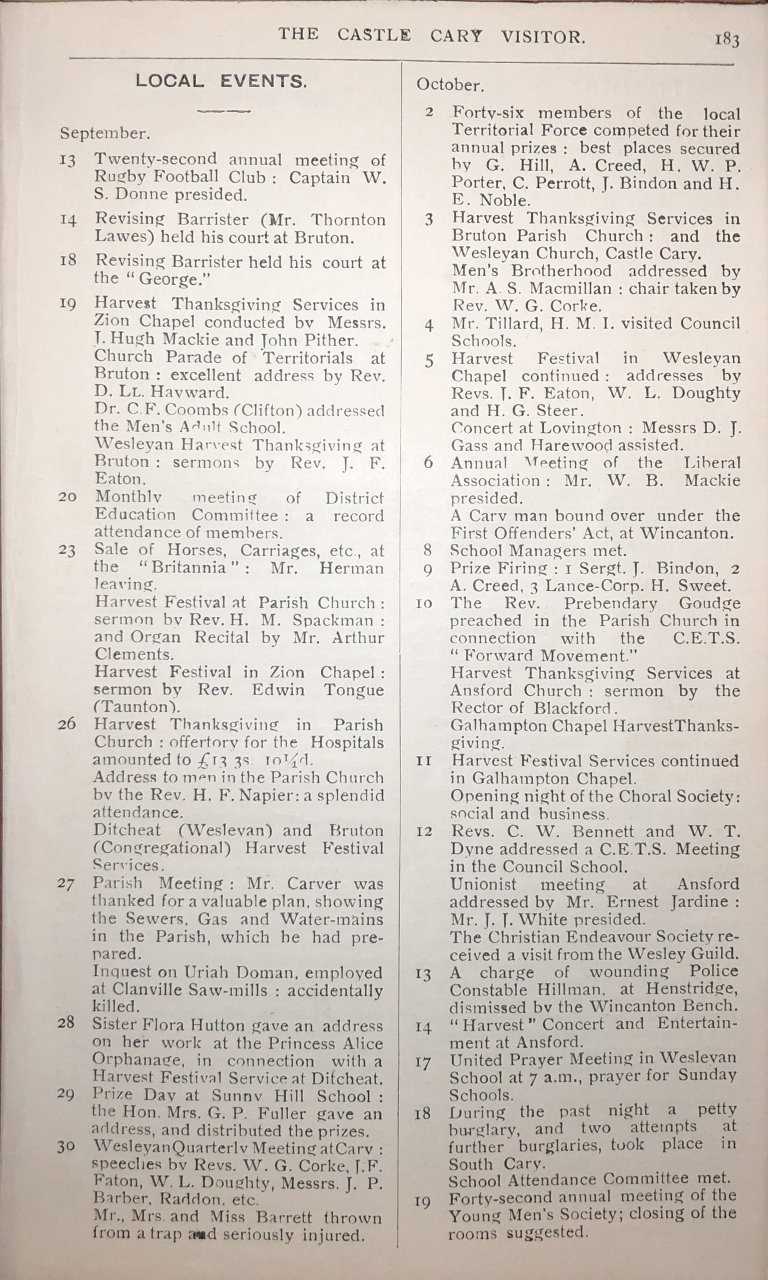 THE CASTLE CARY VISITOR. 183
LOCAL EVENTS.
September.
13 Twenty-second annual meeting of
Rugby Football Club : Captain W.
S. Donne presided.
14 Revising Barrister (Mr. Thornton
Lawes) held his court at Bruton.
18 Revising Barrister held his court at
the “ George.”
19 Harvest Thanksgiving Services in
Zion Chapel conducted by Messrs.
J. Hugh Mackie and John Pither.
Church Parade of Territorials at
Bruton : excellent address by Rev.
D. LL. Hayward.
Dr. C.F. Coombs (Clifton) addressed
the Men's Adult School.
Wesleyan Harvest Thanksgiving at
Bruton : sermons by Rev. J. F.
Eaton.
20 Monthly meeting of District
Education Committee : a record
attendance of members.
23 Sale of Horses, Carriages, etc., at
the “Britannia” : Mr. Herman
leaving.
Harvest Festival at Parish Church :
sermon by Rev. H. M. Spackman :
and Organ Recital by Mr. Arthur
Clements.
Harvest Festival in Zion Chapel :
sermon by Rev. Edwin Tongue
(Taunton).
26 Harvest Thanksgiving in Parish
Church : offertory for the Hospitals
amounted to £13 3s. 10¼d.
Address to men in the Parish Church
by the Rev. H. F. Napier: a splendid
attendance.
Ditcheat (Wesleyan) and Bruton
(Congregational) Harvest Festival
Services.
27 Parish Meeting : Mr. Carver was
thanked for a valuable plan, showing
the Sewers, Gas and Water-mains
in the Parish, which he had pre-
pared.
Inquest on Uriah Doman, employed
at Clanville Saw-mills : accidentally
killed.
28 Sister Flora Hutton gave an address
on her work at the Princess Alice
Orphanage, in connection with a
Harvest Festival Service at Ditcheat.
29 Prize Day at Sunny Hill School :
the Hon. Mrs. G. P. Fuller gave an
address, and distributed the prizes.
30 Wesleyan Quarterly Meeting at Cary :
speeches by Revs. W. G. Corke, J.F.
Eaton, W. L. Doughty, Messrs. J. P.
Barber, Raddon, etc.
Mr., Mrs. and Miss Barrett thrown
from a trap and seriously injured.
October.
2 Forty-six members of the local
Territorial Force competed for their
annual prizes : best places secured
by G. Hill, A. Creed, H. W. P.
Porter, C. Perrott, J. Bindon and H.
E. Noble.
3 Harvest Thanksgiving Services in
Bruton Parish Church : and the
Wesleyan Church, Castle Cary.
Men's Brotherhood addressed by
Mr. A. S. Macmillan : chair taken by
Rev. W. G. Corke.
4 Mr. Tillard, H. M. I. visited Council
Schools.
5 Harvest Festival in Wesleyan
Chapel continued : addresses by
Revs. J. F. Eaton, W. L. Doughty
and H. G. Steer.
Concert at Lovington : Messrs D. J.
Gass and Harewood assisted.
6 Annual Meeting of the Liberal
Association : Mr. W. B. Mackie
presided.
A Cary man bound over under the
First Offenders' Act, at Wincanton.
8 School Managers met.
9 Prize Firing : 1 Sergt. J. Bindon, 2
A. Creed, 3 Lance-Corp. H. Sweet.
10 The Rev. Prebendary Goudge
preached in the Parish Church in
connection with the C.E.T.S.
“ Forward Movement.”
Harvest Thanksgiving Services at
Ansford Church : sermon by the
Rector of Blackford.
Galhampton Chapel Harvest Thanks-
giving.
11 Harvest Festival Services continued
in Galhampton Chapel.
Opening night of the Choral Society:
social and business.
12 Revs. C. W. Bennett and W. T.
Dyne addressed a C.E.T.S. Meeting
in the Council School.
Unionist meeting at Ansford
addressed by Mr. Ernest Jardine :
Mr. J. J. White presided.
The Christian Endeavour Society re-
ceived a visit from the Wesley Guild.
13 A charge of wounding Police
Constable Hillman, at Henstridge,
dismissed by the Wincanton Bench.
14 “ Harvest ” Concert and Entertain-
ment at Ansford.
17 United Prayer Meeting in Wesleyan
School at 7 a.m., prayer for Sunday
Schools.
18 During the past night a petty
burglary, and two attempts at
further burglaries, took place in
South Cary.
School Attendance Committee met.
19 Forty-second annual meeting of the
Young Men's Society; closing of the
rooms suggested.